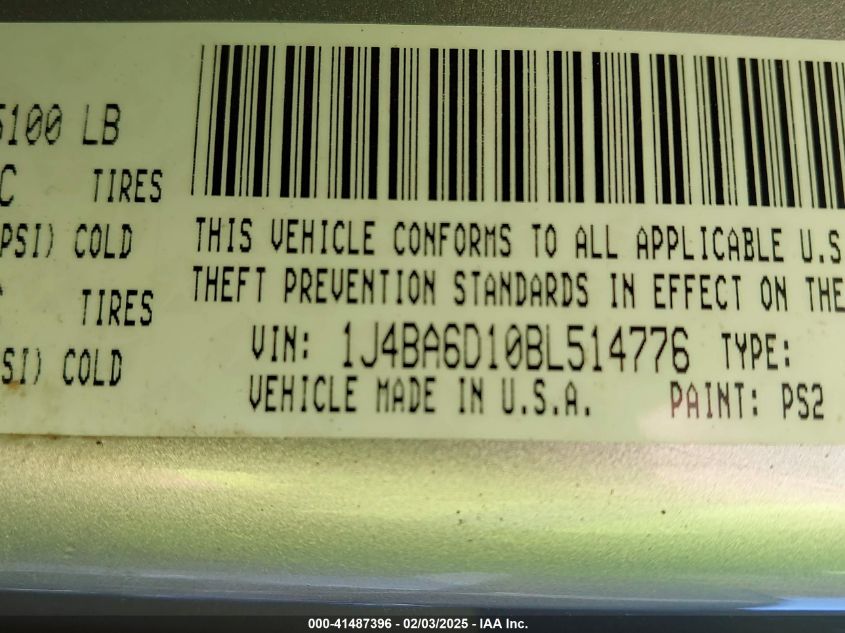 5100 LB
C TIRES
PSI) COLD
C TIRES
SI) COLD
THIS VEHICLE CONFORMS TO ALL APPLICABLE U.S
THEFT PREVENTION STANDARDS IN EFFECT ON THE
VIN: 1J4BA6D10BL514776 TYPE:
VEHICLE MADE IN U.S.A. PAINT: PS2
000-41487396 - 02/03/2025 - IAA Inc.